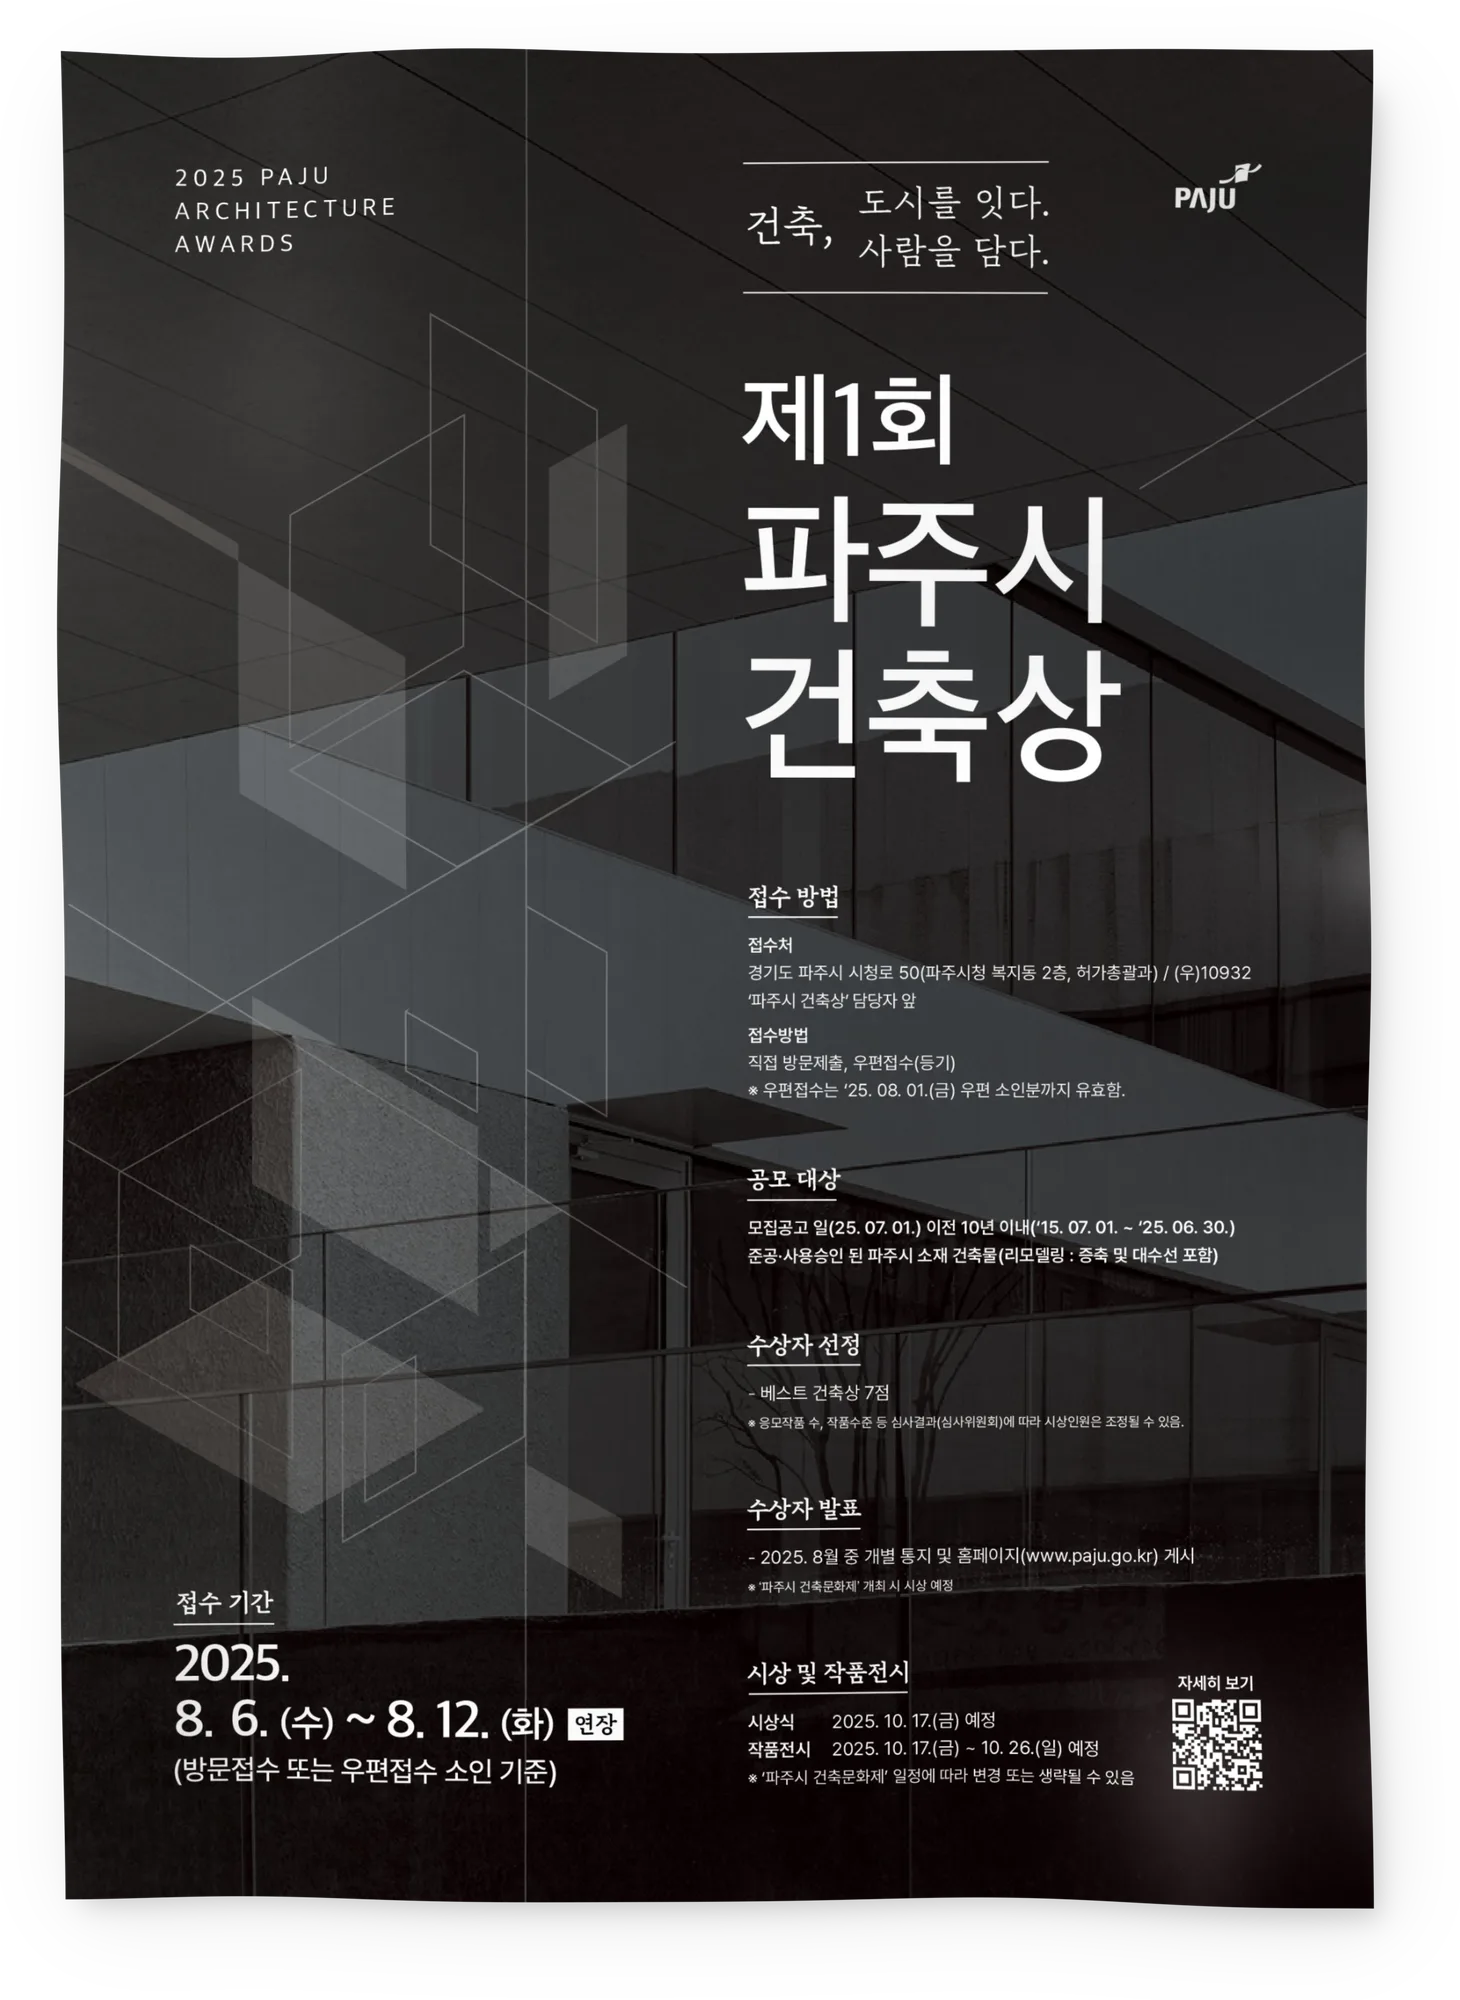 2025 PAJU
ARCHITECTURE
AWARDS
건축, 도시를 잇다.
사람을 담다.
PAJU
제1회
파주시
건축상
접수 방법
접수처
경기도 파주시 시청로 50(파주시청 복지동 2층, 허가총괄과) / (우)10932
‘파주시 건축상’ 담당자 앞
접수방법
직접 방문제출, 우편접수(등기)
※ 우편접수는 ‘25. 08. 01.(금) 우편 소인분까지 유효함.
공모 대상
모집공고 일(25. 07. 01.) 이전 10년 이내(‘15. 07. 01. ~ ‘25. 06. 30.)
준공·사용승인 된 파주시 소재 건축물(리모델링 : 증축 및 대수선 포함)
수상자 선정
- 베스트 건축상 7점
※ 응모작품 수, 작품수준 등 심사결과(심사위원회)에 따라 시상인원은 조정될 수 있음.
수상자 발표
- 2025. 8월 중 개별 통지 및 홈페이지(www.paju.go.kr) 게시
※ ‘파주시 건축문화제’ 개최 시 시상 예정
접수 기간
2025.
8. 6. (수) ~ 8. 12. (화) 연장
(방문접수 또는 우편접수 소인 기준)
시상 및 작품전시
시상식 2025. 10. 17.(금) 예정
작품전시 2025. 10. 17.(금) ~ 10. 26.(일) 예정
※ ‘파주시 건축문화제’ 일정에 따라 변경 또는 생략될 수 있음
자세히 보기